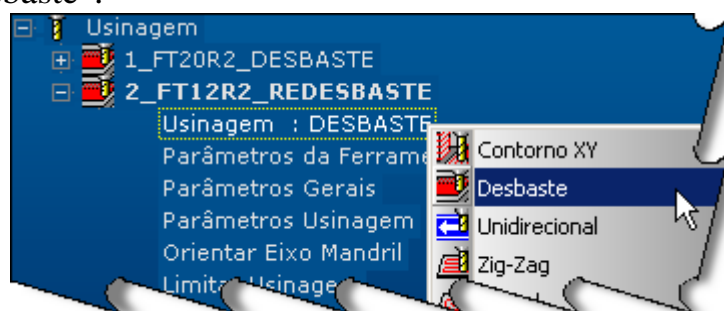 Usinagem
1_FT20R2_DESBASTE
2_FT12R2_REDESBASTE
Usinagem : DESBASTE
Contorno XY
Parâmetros da Ferrame
Parâmetros Gerais
Desbaste
Parâmetros Usinagem
Unidirecional
Orientar Eixo Mandril
Zig-Zag